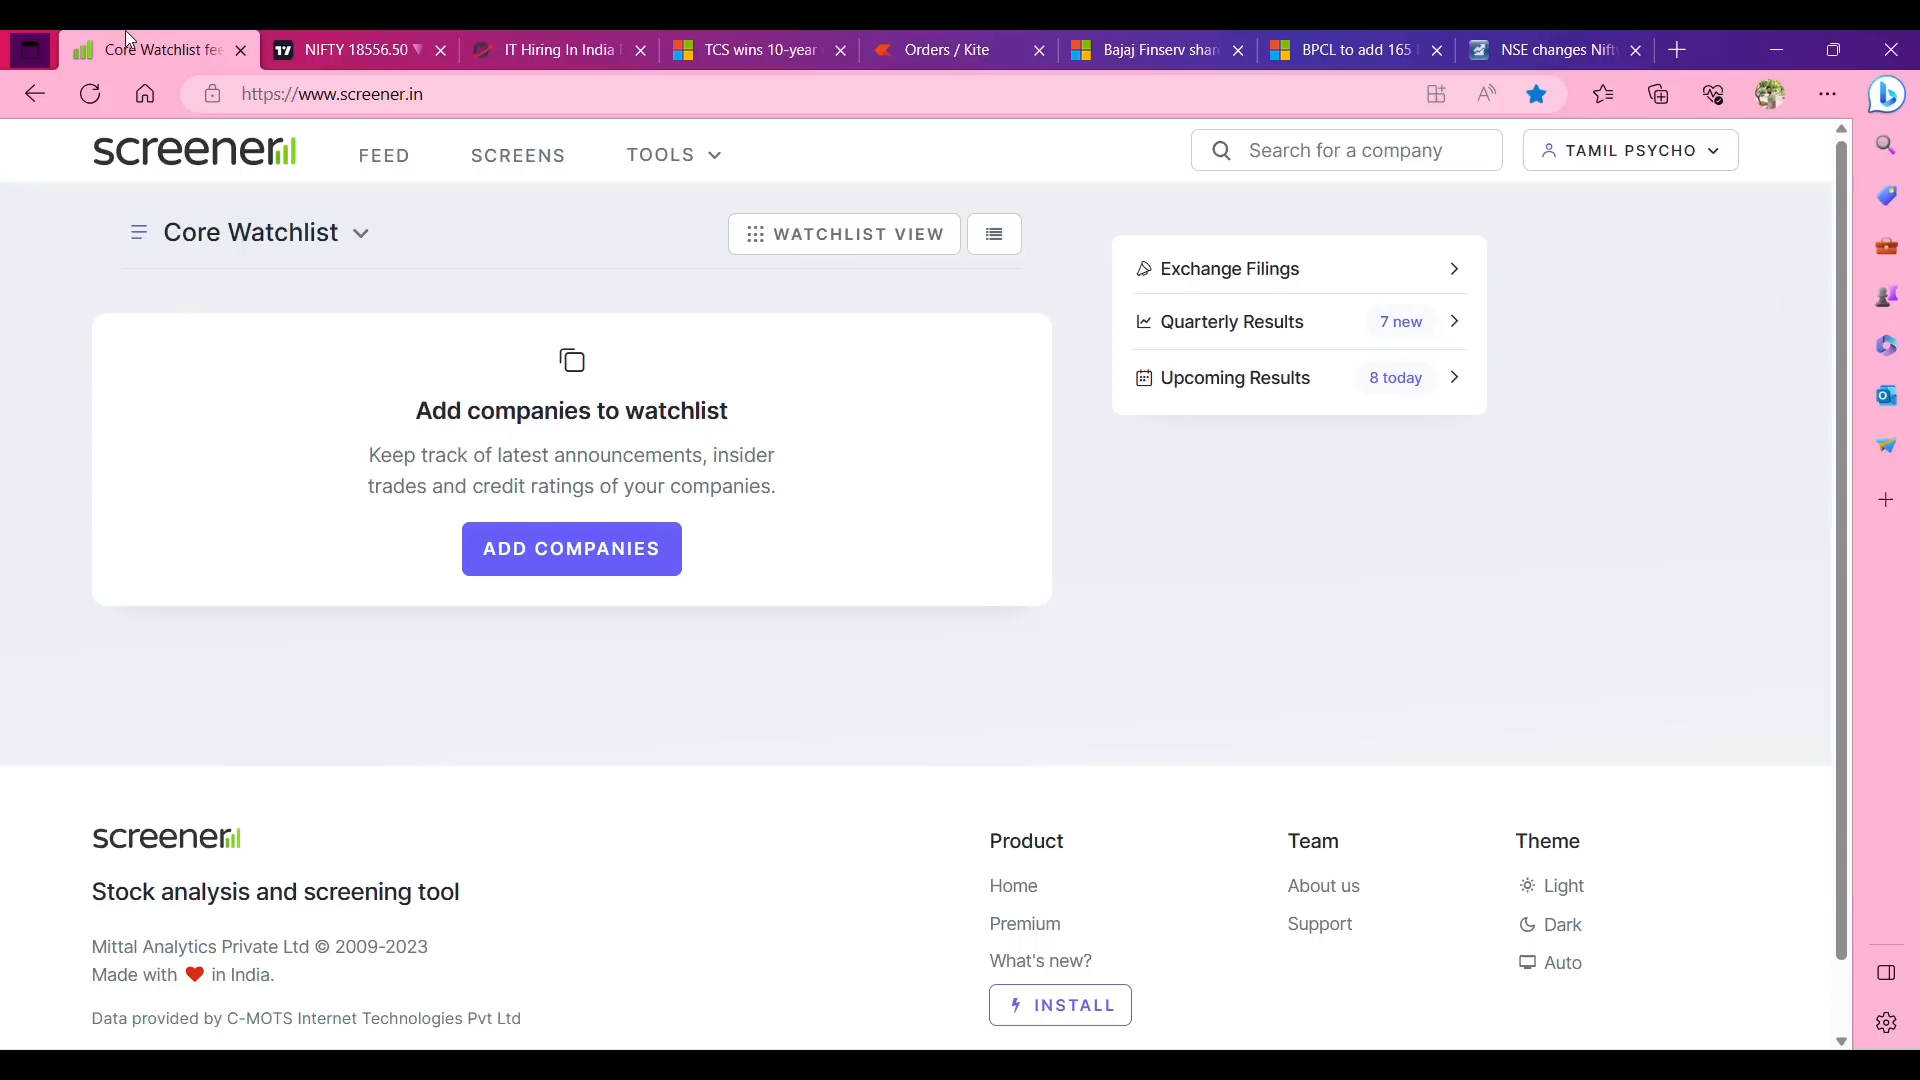 Core Watchlist fee
NIFTY 18556.50
IT Hiring In India
TCS wins 10-year
Orders / Kite
Bajaj Finserv shar
BPCL to add 165
NSE changes Nift
https://www.screener.in
screener
FEED
SCREENS
TOOLS
Search for a company
TAMIL PSYCHO
Core Watchlist
WATCHLIST VIEW
Exchange Filings
Quarterly Results
7 new
Upcoming Results
8 today
Add companies to watchlist
Keep track of latest announcements, insider
trades and credit ratings of your companies.
ADD COMPANIES
screener
Stock analysis and screening tool
Mittal Analytics Private Ltd © 2009-2023
Made with ❤ in India.
Data provided by C-MOTS Internet Technologies Pvt Ltd
Product
Home
Premium
What's new?
INSTALL
Team
About us
Support
Theme
Light
Dark
Auto